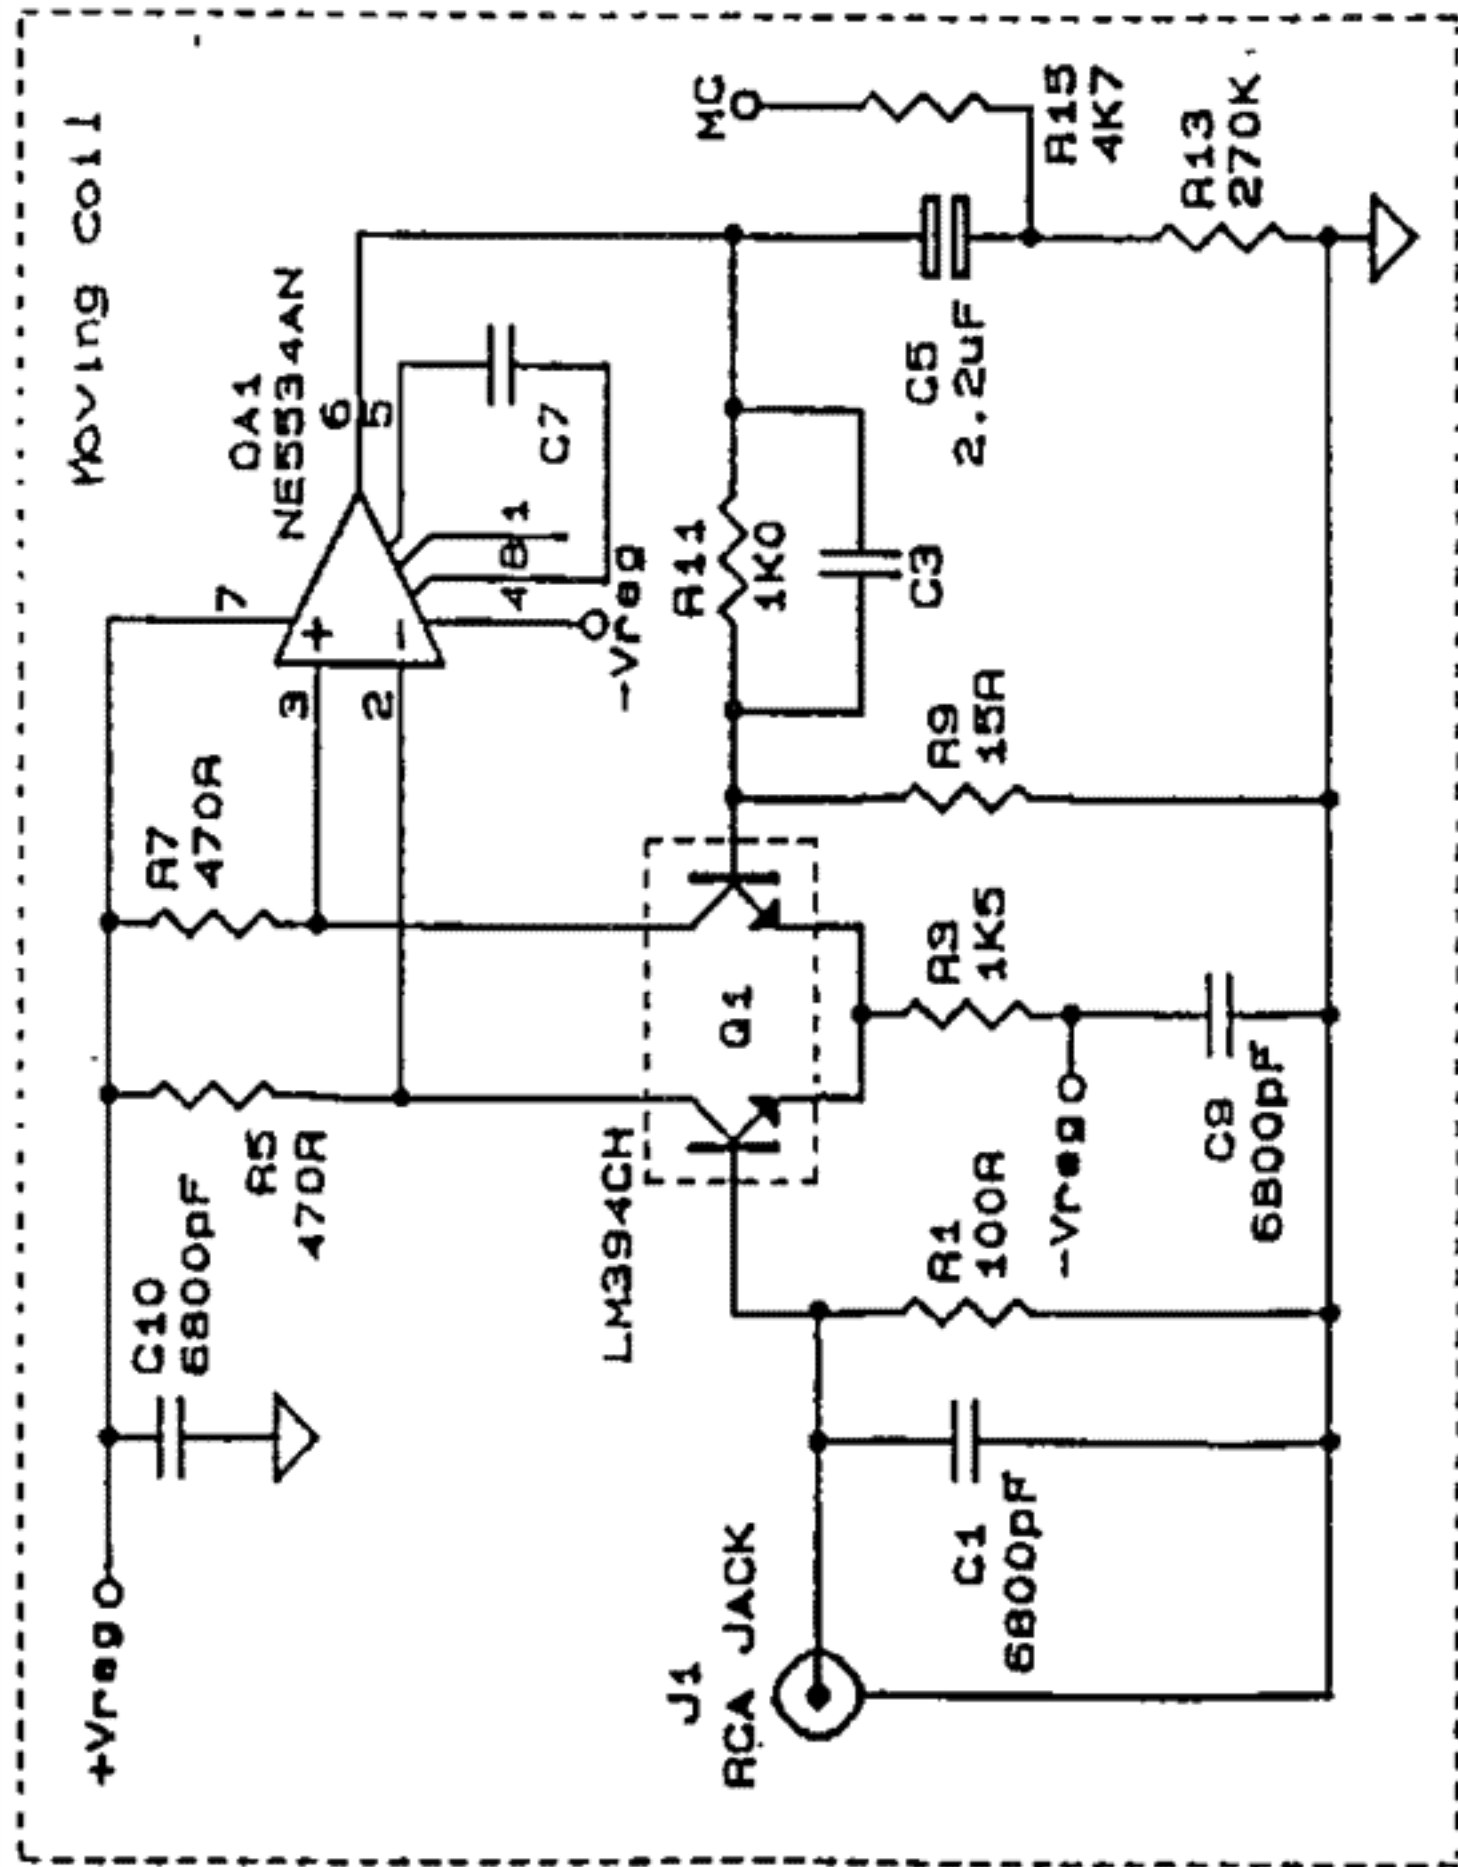 Moving Coil
+Vreg
C10
6800pF
R5
470R
R7
470R
7
3
2
OA1
NE5534AN
6
5
8
1
4
-Vreg
C7
LM394CH
Q1
R11
1K0
C3
MC
R15
4K7
C5
2.2uF
R13
270K
R9
15R
R3
1K5
-Vreg
C9
6800pF
R1
100R
C1
6800pF
J1
RCA JACK
+
-